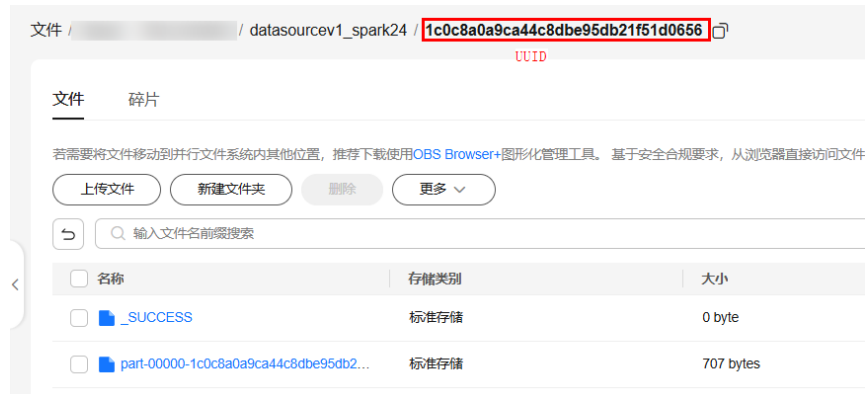 文件 / / datasourcev1_spark24 / 1c0c8a0a9ca44c8dbe95db21f51d0656
UUID
文件 碎片
若需要将文件移动到并行文件系统内其他位置，推荐下载使用OBS Browser+图形化管理工具。 基于安全合规要求，从浏览器直接访问文件
上传文件 新建文件夹 删除 更多
输入文件名前缀搜索
名称 存储类别 大小
_SUCCESS 标准存储 0 byte
part-00000-1c0c8a0a9ca44c8dbe95db2... 标准存储 707 bytes